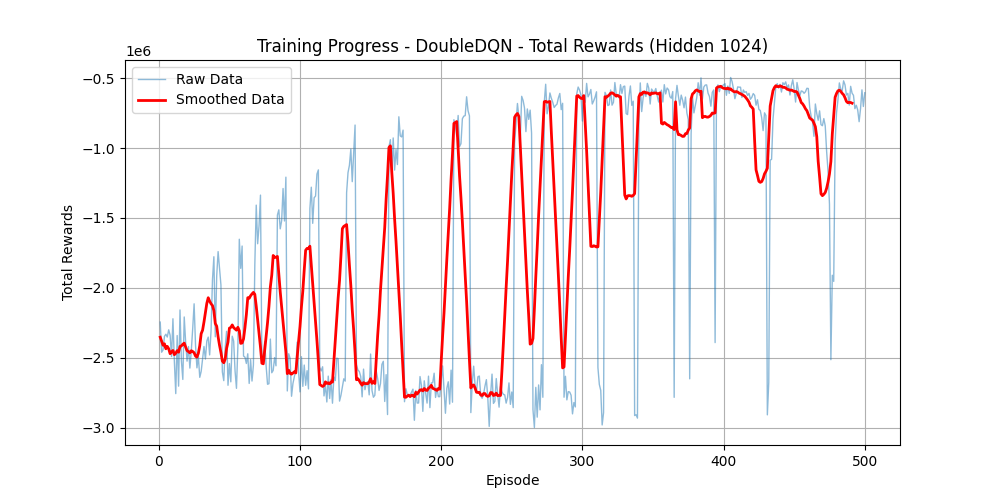 Training Progress - DoubleDQN - Total Rewards (Hidden 1024)
1e6
Raw Data
Smoothed Data
−0.5
−1.0
−1.5
−2.0
−2.5
−3.0
Total Rewards
0 100 200 300 400 500
Episode